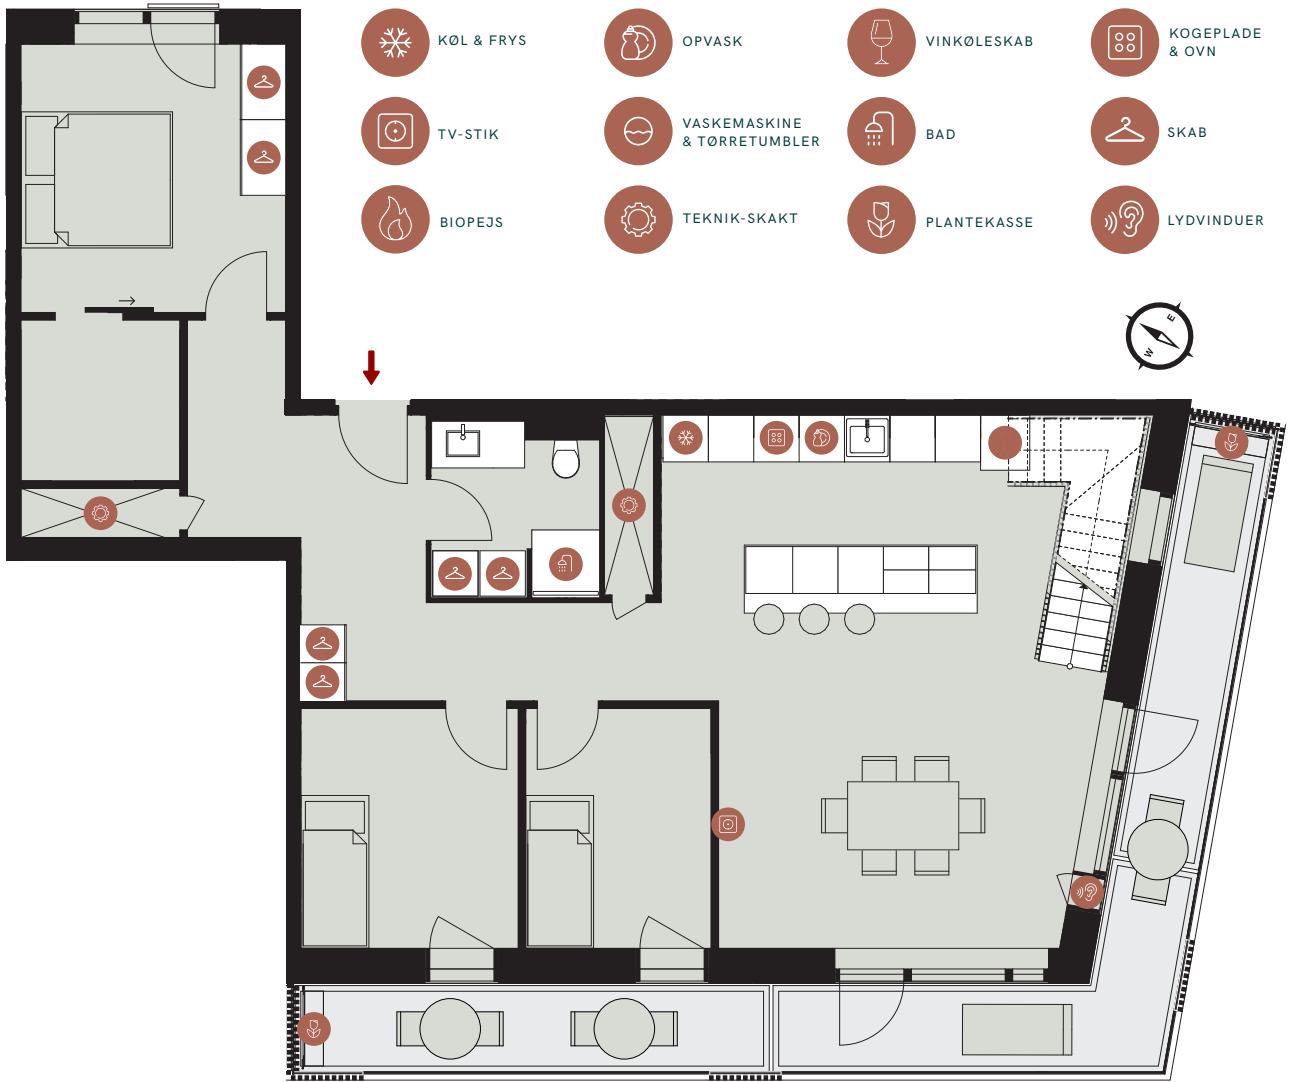 KØL & FRYS
OPVASK
VINKØLESKAB
KOGEPLADE
& OVN
TV-STIK
VASKEMASKINE
& TØRRETUMBLER
BAD
SKAB
BIOPEJS
TEKNIK-SKAKT
PLANTEKASSE
LYDVINDUER
E
W